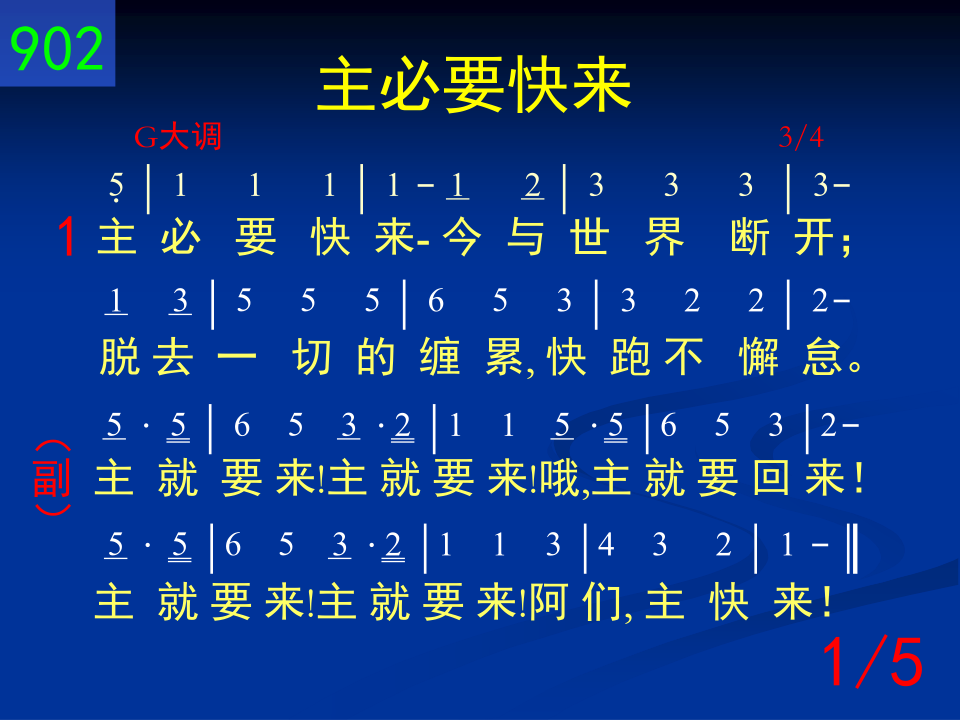 902
主必要快来
G大调 3/4
5̣ | 1 1 1 | 1 - 1 2 | 3 3 3 | 3-
1 主 必 要 快 来- 今 与 世 界 断 开;
1 3 | 5 5 5 | 6 5 3 | 3 2 2 | 2-
脱 去 一 切 的 缠 累, 快 跑 不 懈 怠。
5 · 5 | 6 5 3 · 2 | 1 1 5 · 5 | 6 5 3 | 2-
(副) 主 就 要 来!主 就 要 来!哦,主 就 要 回 来!
5 · 5 | 6 5 3 · 2 | 1 1 3 | 4 3 2 | 1 - ‖
主 就 要 来!主 就 要 来!阿 们, 主 快 来!
1/5